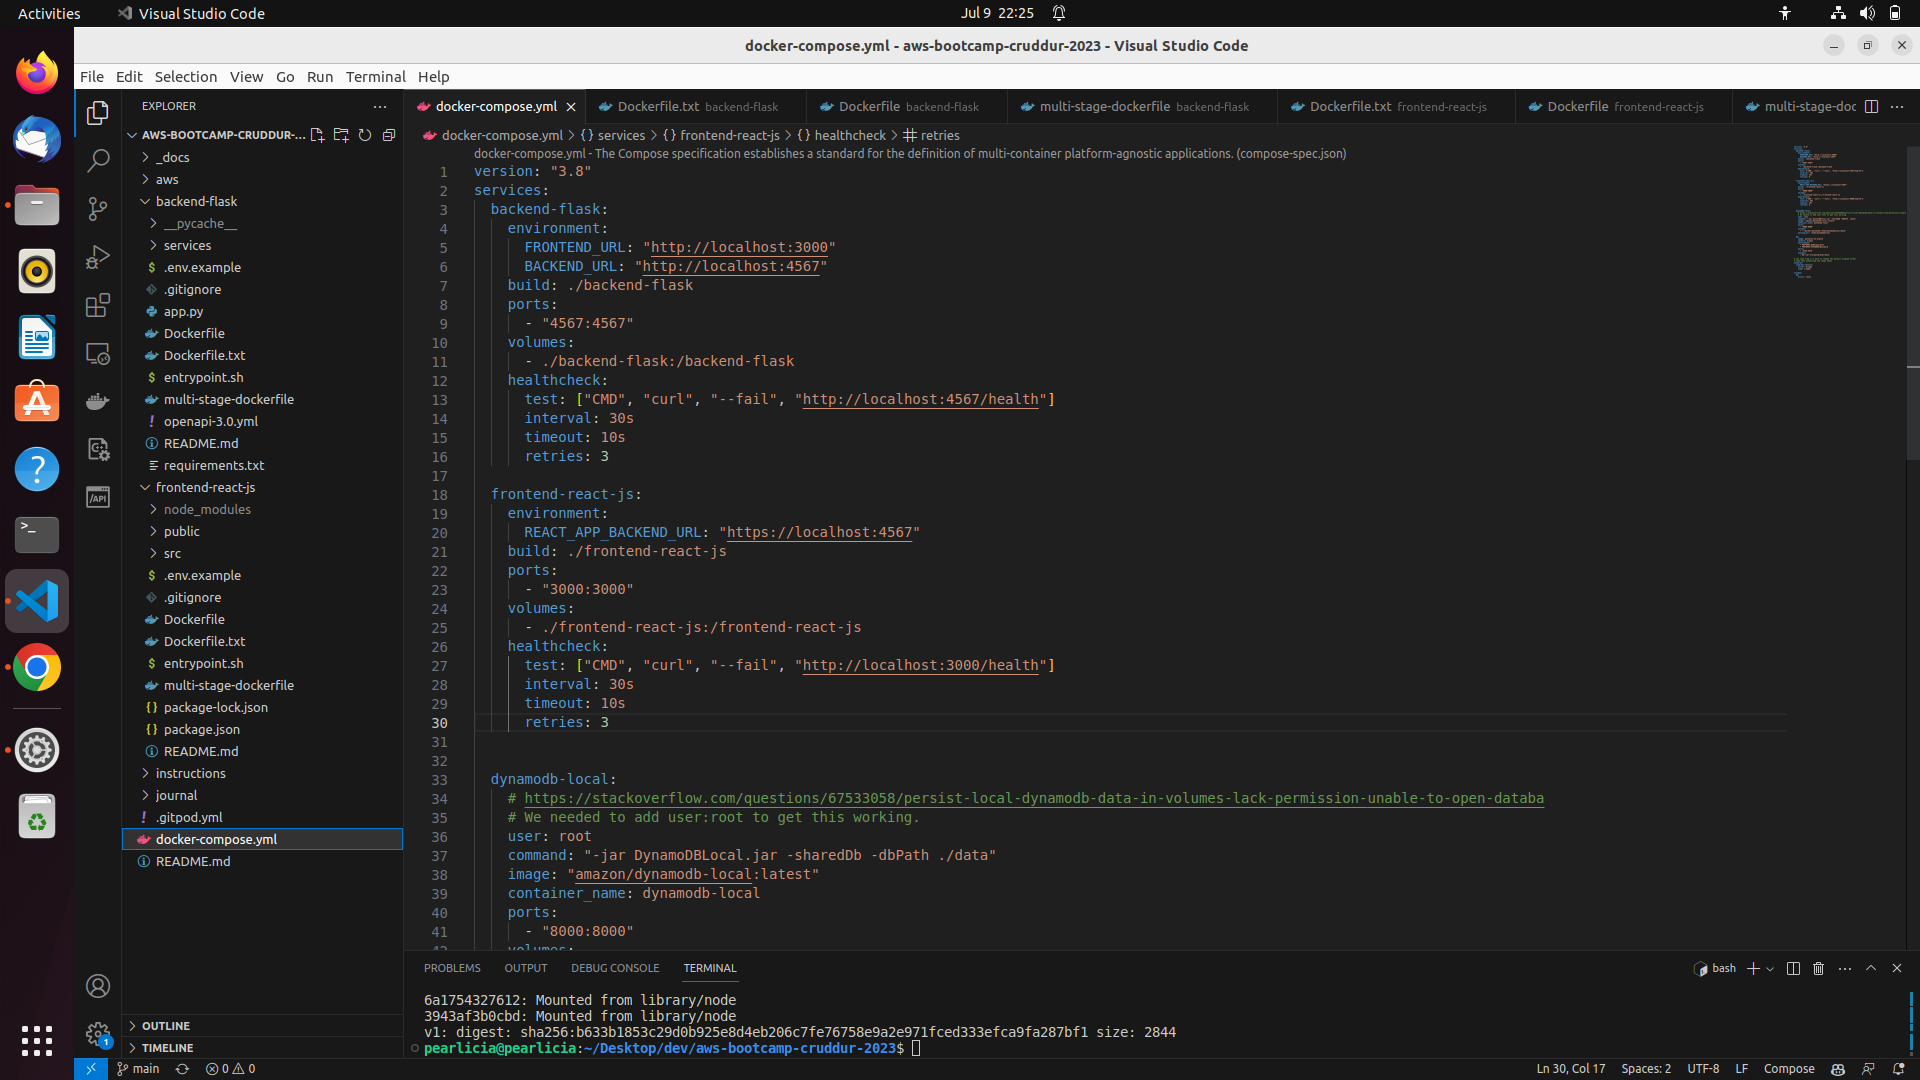 Activities
Visual Studio Code
Jul 9 22:25
docker-compose.yml - aws-bootcamp-cruddur-2023 - Visual Studio Code
File Edit Selection View Go Run Terminal Help
EXPLORER
AWS-BOOTCAMP-CRUDDUR-...
_docs
aws
backend-flask
__pycache__
services
.env.example
.gitignore
app.py
Dockerfile
Dockerfile.txt
entrypoint.sh
multi-stage-dockerfile
openapi-3.0.yml
README.md
requirements.txt
frontend-react-js
node_modules
public
src
.env.example
.gitignore
Dockerfile
Dockerfile.txt
entrypoint.sh
multi-stage-dockerfile
package-lock.json
package.json
README.md
instructions
journal
.gitpod.yml
docker-compose.yml
README.md
OUTLINE
TIMELINE
docker-compose.yml
Dockerfile.txt backend-flask
Dockerfile backend-flask
multi-stage-dockerfile backend-flask
Dockerfile.txt frontend-react-js
Dockerfile frontend-react-js
multi-stage-doc
docker-compose.yml > {} services > {} frontend-react-js > {} healthcheck > retries
docker-compose.yml - The Compose specification establishes a standard for the definition of multi-container platform-agnostic applications. (compose-spec.json)
1 version: "3.8"
2 services:
3 backend-flask:
4 environment:
5 FRONTEND_URL: "http://localhost:3000"
6 BACKEND_URL: "http://localhost:4567"
7 build: ./backend-flask
8 ports:
9 - "4567:4567"
10 volumes:
11 - ./backend-flask:/backend-flask
12 healthcheck:
13 test: ["CMD", "curl", "--fail", "http://localhost:4567/health"]
14 interval: 30s
15 timeout: 10s
16 retries: 3
17
18 frontend-react-js:
19 environment:
20 REACT_APP_BACKEND_URL: "https://localhost:4567"
21 build: ./frontend-react-js
22 ports:
23 - "3000:3000"
24 volumes:
25 - ./frontend-react-js:/frontend-react-js
26 healthcheck:
27 test: ["CMD", "curl", "--fail", "http://localhost:3000/health"]
28 interval: 30s
29 timeout: 10s
30 retries: 3
31
32
33 dynamodb-local:
34 # https://stackoverflow.com/questions/67533058/persist-local-dynamodb-data-in-volumes-lack-permission-unable-to-open-databa
35 # We needed to add user:root to get this working.
36 user: root
37 command: "-jar DynamoDBLocal.jar -sharedDb -dbPath ./data"
38 image: "amazon/dynamodb-local:latest"
39 container_name: dynamodb-local
40 ports:
41 - "8000:8000"
42 volumes:
PROBLEMS OUTPUT DEBUG CONSOLE TERMINAL
bash
6a1754327612: Mounted from library/node
3943af3b0cbd: Mounted from library/node
v1: digest: sha256:b633b1853c29d0b925e8d4eb206c7fe76758e9a2e971fced333efca9fa287bf1 size: 2844
pearlicia@pearlicia:~/Desktop/dev/aws-bootcamp-cruddur-2023$
1
main
0 0
Ln 30, Col 17 Spaces: 2 UTF-8 LF Compose